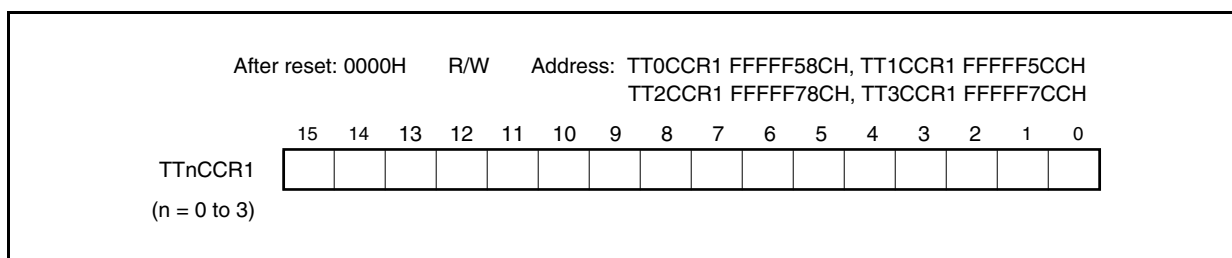 After reset: 0000H R/W Address: TT0CCR1 FFFFF58CH, TT1CCR1 FFFFF5CCH
TT2CCR1 FFFFF78CH, TT3CCR1 FFFFF7CCH
15 14 13 12 11 10 9 8 7 6 5 4 3 2 1 0
TTnCCR1
(n = 0 to 3)